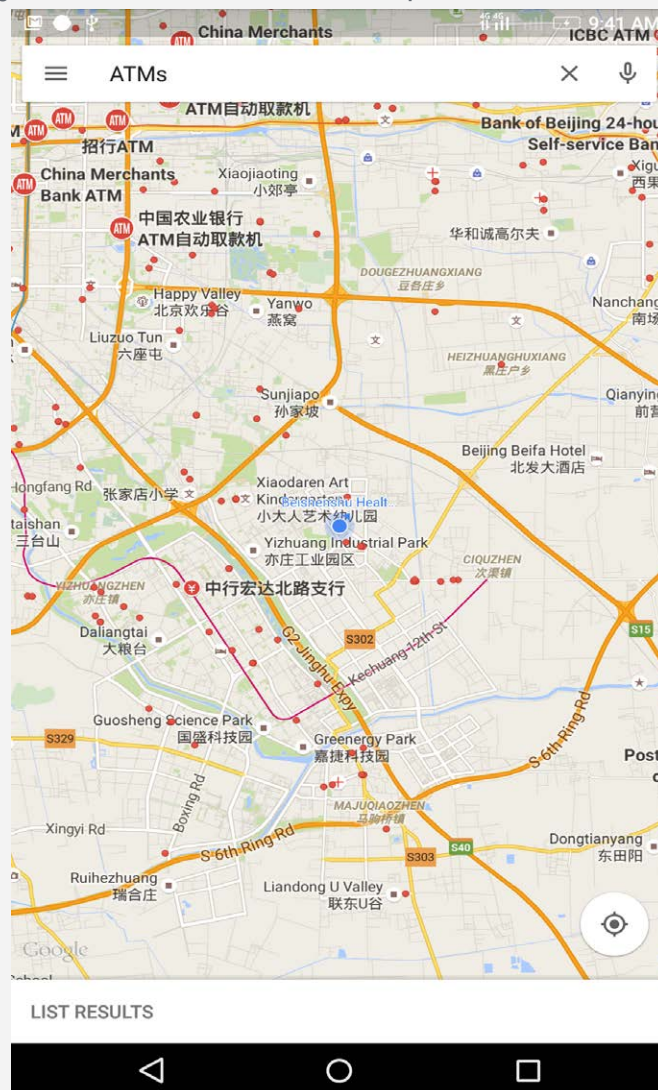 9:41 AM
China Merchants
ICBC ATM
ATMs
ATM自动取款机
Bank of Beijing 24-hou
Self-service Ban
招行ATM
China Merchants
Bank ATM
Xiaojiaoting
小郊亭
Xigu
西果
中国农业银行
ATM自动取款机
华和诚高尔夫
DOUGEZHUANGXIANG
豆各庄乡
Happy Valley
北京欢乐谷
Yanwo
燕窝
Nanchang
南场
Liuzuo Tun
六座屯
HEIZHUANGHUXIANG
黑庄户乡
Sunjiapo
孙家坡
Qianying
前营
Beijing Beifa Hotel
北发大酒店
Hongfang Rd
张家店小学
Xiaodaren Art
Kindergarten
Beishenshu Healt
小大人艺术幼儿园
taishan
三台山
Yizhuang Industrial Park
亦庄工业园区
CIQUZHEN
次渠镇
YIZHUANGZHEN
亦庄镇
中行宏达北路支行
Daliangtai
大粮台
S302
S15
G2 Jinghu Expy
Kechuang 12th St
Guosheng Science Park
国盛科技园
S329
Greenergy Park
嘉捷科技园
S 6th Ring Rd
Post
Boxing Rd
MAJUQIAOZHEN
马驹桥镇
Xingyi Rd
S 6th Ring Rd
S40
S303
Dongtianyang
东田阳
Ruihezhuang
瑞合庄
Liandong U Valley
联东U谷
Google
LIST RESULTS